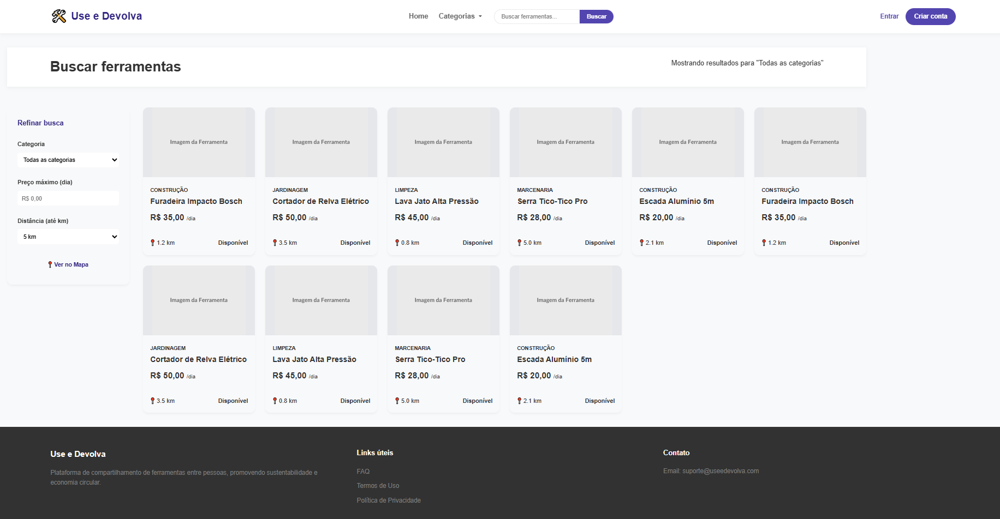 Use e Devolva
Home
Categorias
Buscar ferramentas...
Buscar
Entrar
Criar conta
Buscar ferramentas
Mostrando resultados para "Todas as categorias"
Refinar busca
Categoria
Todas as categorias
Preço máximo (dia)
R$ 0,00
Distância (até km)
5 km
Ver no Mapa
Imagem da Ferramenta
CONSTRUÇÃO
Furadeira Impacto Bosch
R$ 35,00 /dia
1.2 km
Disponível
Imagem da Ferramenta
JARDINAGEM
Cortador de Relva Elétrico
R$ 50,00 /dia
3.5 km
Disponível
Imagem da Ferramenta
LIMPEZA
Lava Jato Alta Pressão
R$ 45,00 /dia
0.8 km
Disponível
Imagem da Ferramenta
MARCENARIA
Serra Tico-Tico Pro
R$ 28,00 /dia
5.0 km
Disponível
Imagem da Ferramenta
CONSTRUÇÃO
Escada Alumínio 5m
R$ 20,00 /dia
2.1 km
Disponível
Imagem da Ferramenta
CONSTRUÇÃO
Furadeira Impacto Bosch
R$ 35,00 /dia
1.2 km
Disponível
Imagem da Ferramenta
JARDINAGEM
Cortador de Relva Elétrico
R$ 50,00 /dia
3.5 km
Disponível
Imagem da Ferramenta
LIMPEZA
Lava Jato Alta Pressão
R$ 45,00 /dia
0.8 km
Disponível
Imagem da Ferramenta
MARCENARIA
Serra Tico-Tico Pro
R$ 28,00 /dia
5.0 km
Disponível
Imagem da Ferramenta
CONSTRUÇÃO
Escada Alumínio 5m
R$ 20,00 /dia
2.1 km
Disponível
Use e Devolva
Plataforma de compartilhamento de ferramentas entre pessoas, promovendo sustentabilidade e
economia circular.
Links úteis
FAQ
Termos de Uso
Política de Privacidade
Contato
Email: suporte@useedevolva.com